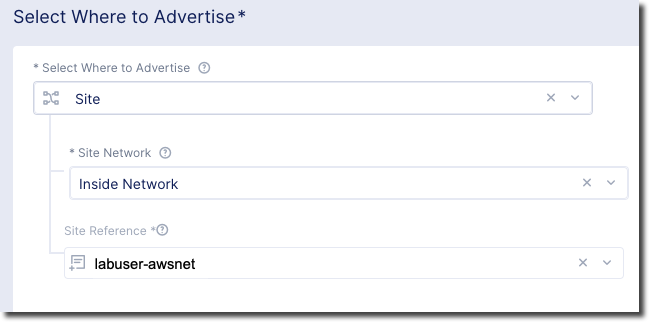 Select Where to Advertise*
* Select Where to Advertise
Site
* Site Network
Inside Network
Site Reference *
labuser-awsnet